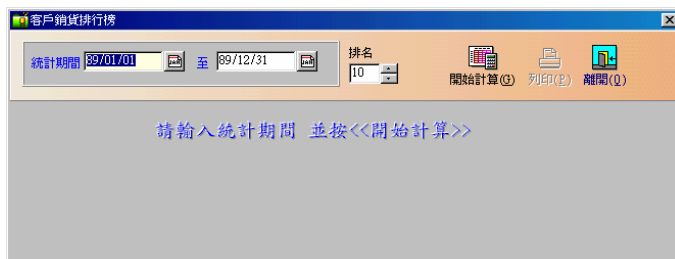 客戶銷貨排行榜
統計期間 89/01/01 至 89/12/31
排名
10
開始計算(G) 列印(P) 離開(Q)
請輸入統計期間 並按<<開始計算>>